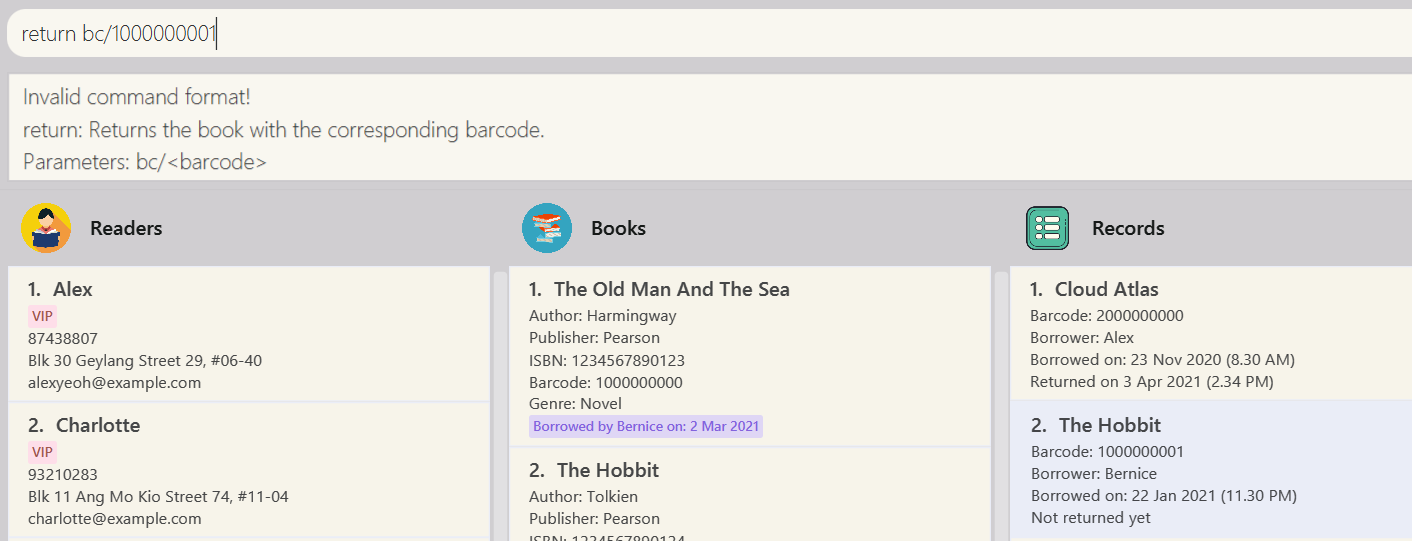 return bc/1000000001
Invalid command format!
return: Returns the book with the corresponding barcode.
Parameters: bc/<barcode>
Readers
1. Alex
VIP
87438807
Blk 30 Geylang Street 29, #06-40
alexyeoh@example.com
2. Charlotte
VIP
93210283
Blk 11 Ang Mo Kio Street 74, #11-04
charlotte@example.com
Books
1. The Old Man And The Sea
Author: Harmingway
Publisher: Pearson
ISBN: 1234567890123
Barcode: 1000000000
Genre: Novel
Borrowed by Bernice on: 2 Mar 2021
2. The Hobbit
Author: Tolkien
Publisher: Pearson
ISBN: 1234567890124
Records
1. Cloud Atlas
Barcode: 2000000000
Borrower: Alex
Borrowed on: 23 Nov 2020 (8.30 AM)
Returned on 3 Apr 2021 (2.34 PM)
2. The Hobbit
Barcode: 1000000001
Borrower: Bernice
Borrowed on: 22 Jan 2021 (11.30 PM)
Not returned yet